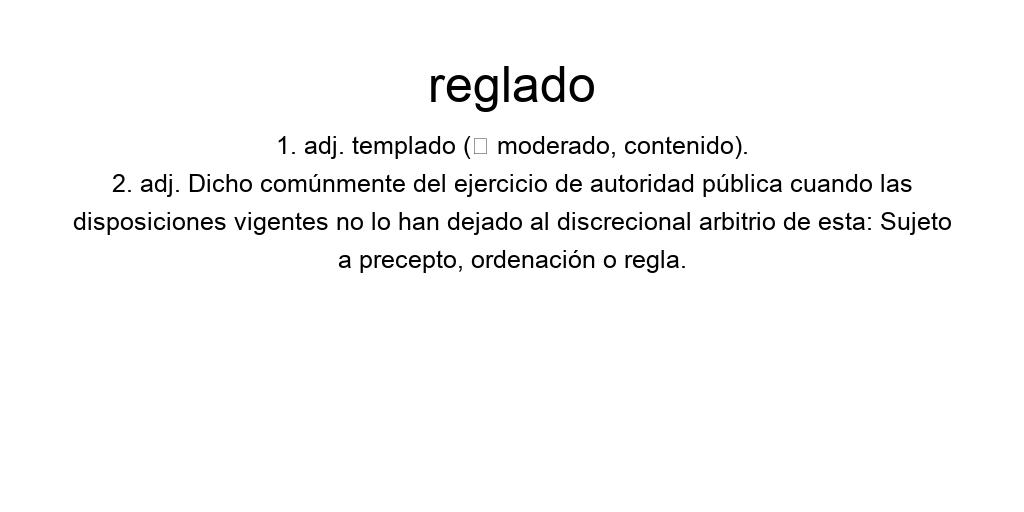 reglado
1. adj. templado (▯ moderado, contenido).
2. adj. Dicho comúnmente del ejercicio de autoridad pública cuando las
disposiciones vigentes no lo han dejado al discrecional arbitrio de esta: Sujeto
a precepto, ordenación o regla.